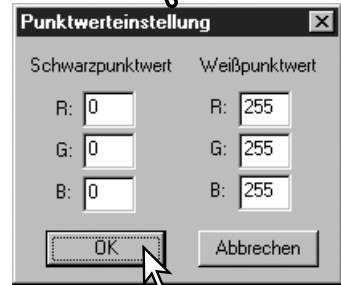 Punktwerteinstellung
Schwarzpunktwert Weißpunktwert
R: 0 R: 255
G: 0 G: 255
B: 0 B: 255
OK Abbrechen